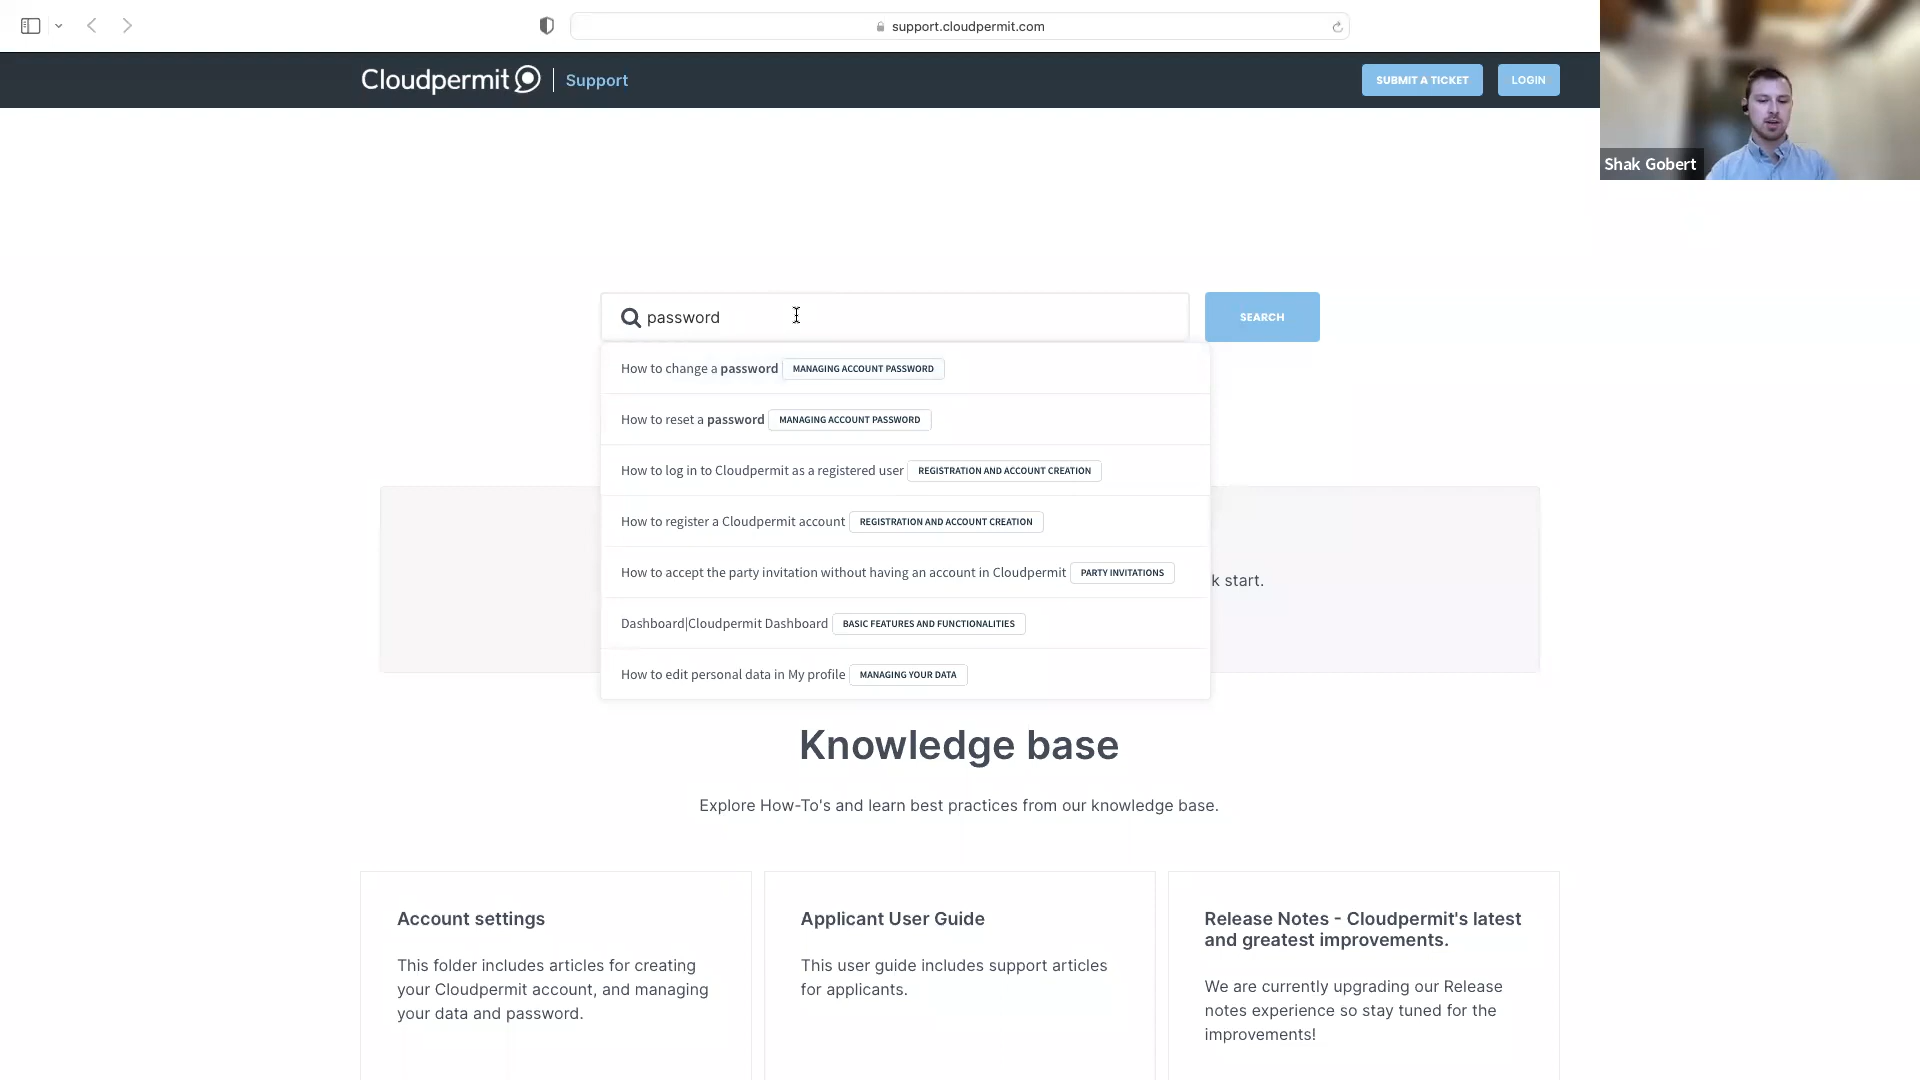 support.cloudpermit.com
Cloudpermit | Support
SUBMIT A TICKET
LOGIN
Shak Gobert
password
SEARCH
How to change a password MANAGING ACCOUNT PASSWORD
How to reset a password MANAGING ACCOUNT PASSWORD
How to log in to Cloudpermit as a registered user REGISTRATION AND ACCOUNT CREATION
How to register a Cloudpermit account REGISTRATION AND ACCOUNT CREATION
How to accept the party invitation without having an account in Cloudpermit PARTY INVITATIONS
k start.
Dashboard|Cloudpermit Dashboard BASIC FEATURES AND FUNCTIONALITIES
How to edit personal data in My profile MANAGING YOUR DATA
Knowledge base
Explore How-To's and learn best practices from our knowledge base.
Account settings
This folder includes articles for creating
your Cloudpermit account, and managing
your data and password.
Applicant User Guide
This user guide includes support articles
for applicants.
Release Notes - Cloudpermit's latest
and greatest improvements.
We are currently upgrading our Release
notes experience so stay tuned for the
improvements!